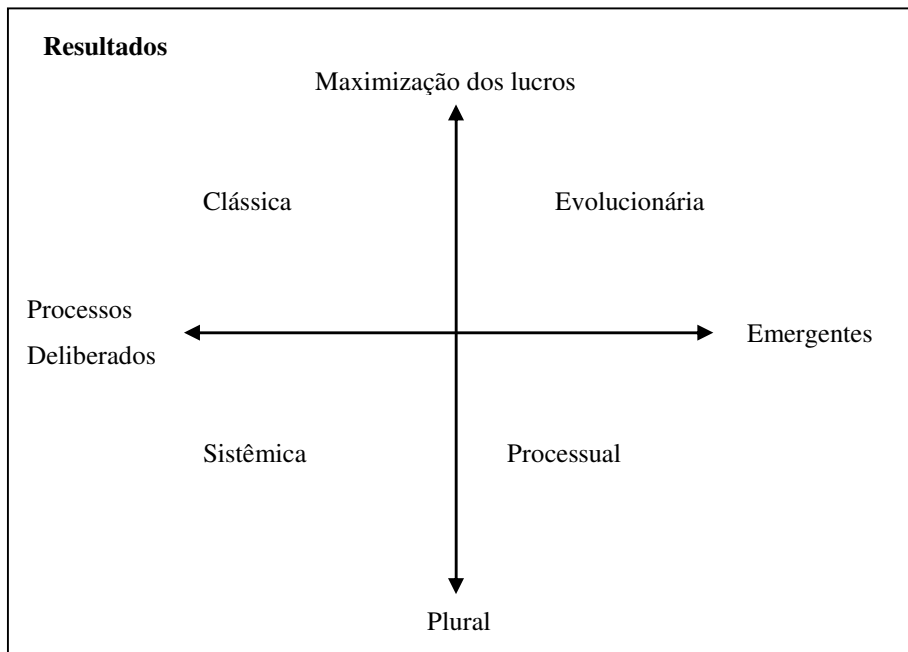 Resultados
Maximização dos lucros
Clássica
Evolucionária
Processos
Deliberados
Emergentes
Sistêmica
Processual
Plural